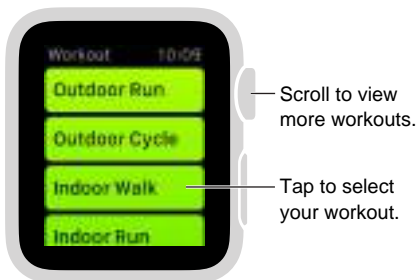 Workout 10:09
Outdoor Run
Outdoor Cycle
Indoor Walk
Indoor Run
Scroll to view
more workouts.
Tap to select
your workout.